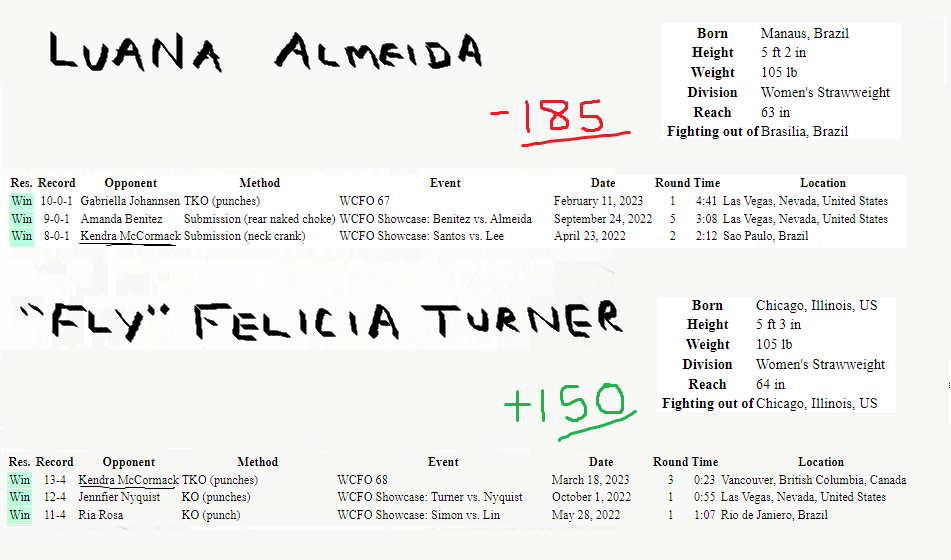 LUANA ALMEIDA
Born Manaus, Brazil
Height 5 ft 2 in
Weight 105 lb
Division Women's Strawweight
Reach 63 in
Fighting out of Brasilia, Brazil
-185
Res. Record Opponent Method Event Date Round Time Location
Win 10-0-1 Gabriella Johannsen TKO (punches) WCFO 67 February 11, 2023 1 4:41 Las Vegas, Nevada, United States
Win 9-0-1 Amanda Benitez Submission (rear naked choke) WCFO Showcase: Benitez vs. Almeida September 24, 2022 5 3:08 Las Vegas, Nevada, United States
Win 8-0-1 Kendra McCormack Submission (neck crank) WCFO Showcase: Santos vs. Lee April 23, 2022 2 2:12 Sao Paulo, Brazil
"FLY" FELICIA TURNER
Born Chicago, Illinois, US
Height 5 ft 3 in
Weight 105 lb
Division Women's Strawweight
Reach 64 in
Fighting out of Chicago, Illinois, US
+150
Res. Record Opponent Method Event Date Round Time Location
Win 13-4 Kendra McCormack TKO (punches) WCFO 68 March 18, 2023 3 0:23 Vancouver, British Columbia, Canada
Win 12-4 Jennfier Nyquist KO (punches) WCFO Showcase: Turner vs. Nyquist October 1, 2022 1 0:55 Las Vegas, Nevada, United States
Win 11-4 Ria Rosa KO (punch) WCFO Showcase: Simon vs. Lin May 28, 2022 1 1:07 Rio de Janiero, Brazil